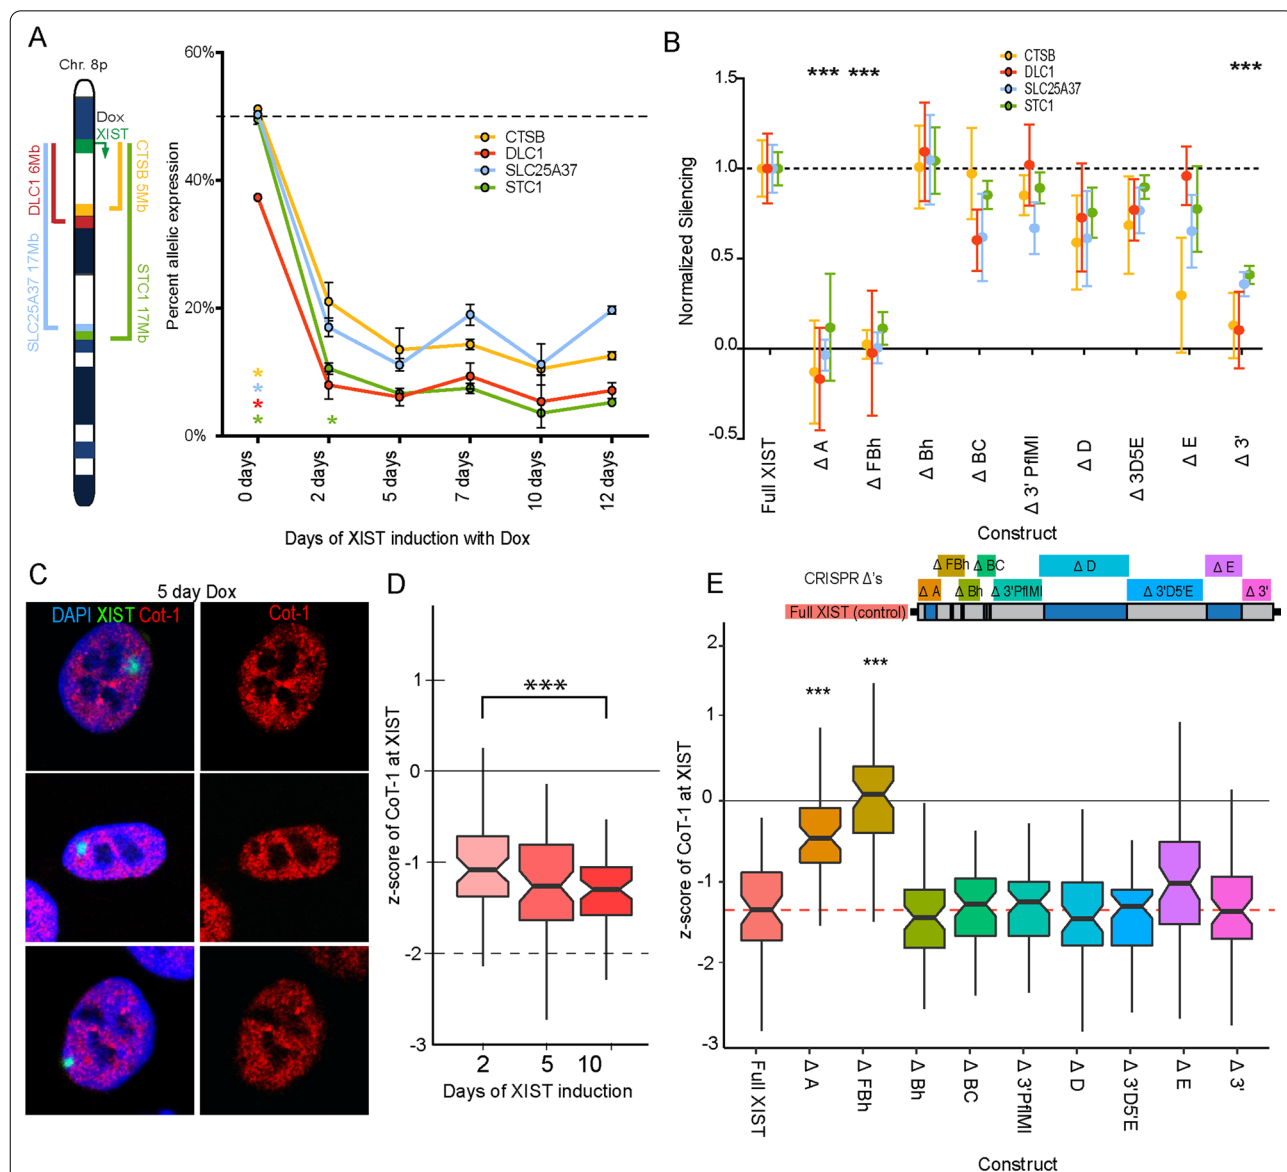 A
Chr. 8p
Dox
XIST
DLC1 6Mb
CTSB 5Mb
SLC25A37 17Mb
STC1 17Mb
Percent allelic expression
60%
40%
20%
0%
CTSB
DLC1
SLC25A37
STC1
*
*
*
* *
0 days
2 days
5 days
7 days
10 days
12 days
Days of XIST induction with Dox
B
CTSB
DLC1
SLC25A37
STC1
*** *** ***
Normalized Silencing
1.5
1.0
0.5
0.0
-0.5
Full XIST
Δ A
Δ FBh
Δ Bh
Δ BC
Δ 3' PflMI
Δ D
Δ 3D5E
Δ E
Δ 3'
Construct
C
5 day Dox
DAPI XIST Cot-1
Cot-1
D
z-score of CoT-1 at XIST
1
0
-1
-2
-3
***
2 5 10
Days of XIST induction
E
CRISPR Δ's
Δ FBh Δ BC Δ D Δ E
Δ A Δ Bh Δ 3'PflMI Δ 3'D5'E Δ 3'
Full XIST (control)
z-score of CoT-1 at XIST
2
1
0
-1
-2
-3
***
***
Full XIST
Δ A
Δ FBh
Δ Bh
Δ BC
Δ 3'PflMI
Δ D
Δ 3'D5'E
Δ E
Δ 3'
Construct